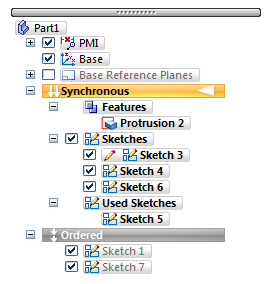 Part1
PMI
Base
Base Reference Planes
Synchronous
Features
Protrusion 2
Sketches
Sketch 3
Sketch 4
Sketch 6
Used Sketches
Sketch 5
Ordered
Sketch 1
Sketch 7